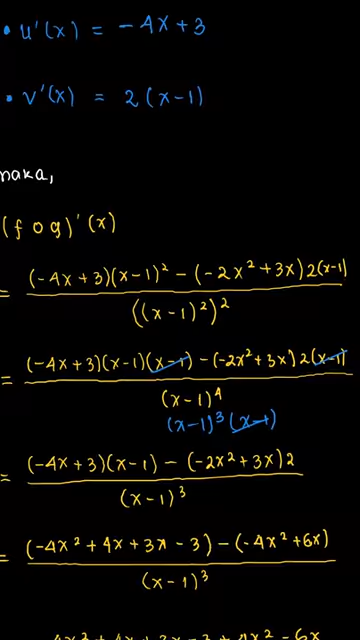 • u'(x) = -4x+3
• v'(x) = 2(x-1)
maka,
(fog)'(x)
= ((-4x+3)(x-1)² - (-2x²+3x)2(x-1)) / ((x-1)²)²
= ((-4x+3)(x-1)(x-1) - (-2x²+3x)2(x-1)) / (x-1)⁴
(x-1)³(x-1)
= ((-4x+3)(x-1) - (-2x²+3x)2) / (x-1)³
= ((-4x²+4x+3x-3) - (-4x²+6x)) / (x-1)³